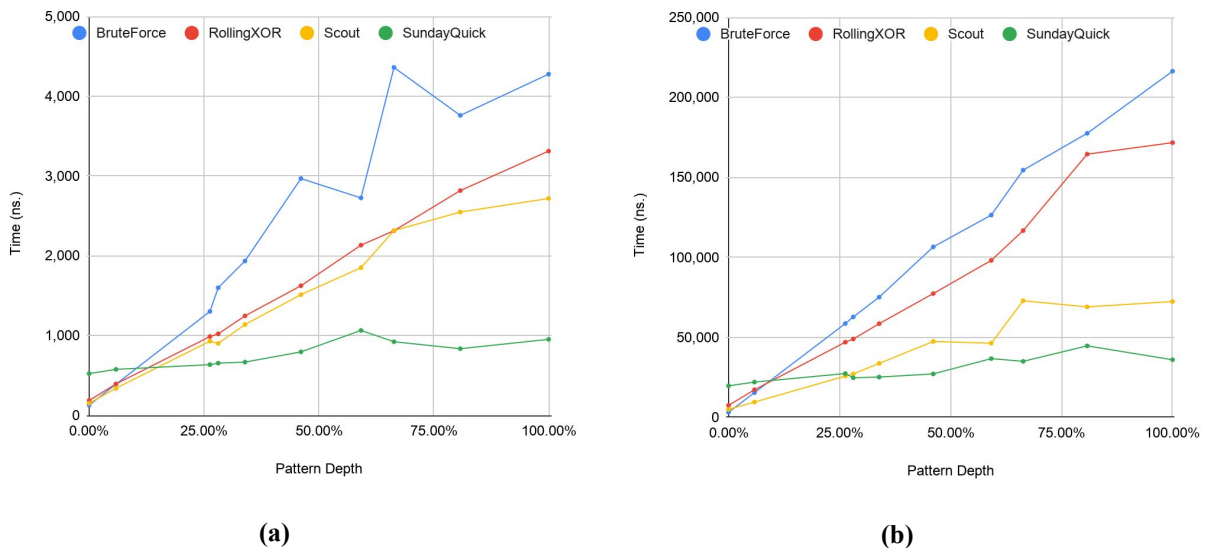 5,000
BruteForce RollingXOR Scout SundayQuick
4,000
3,000
2,000
1,000
0
Time (ns.)
0.00% 25.00% 50.00% 75.00% 100.00%
Pattern Depth
(a)
250,000
BruteForce RollingXOR Scout SundayQuick
200,000
150,000
100,000
50,000
0
Time (ns.)
0.00% 25.00% 50.00% 75.00% 100.00%
Pattern Depth
(b)